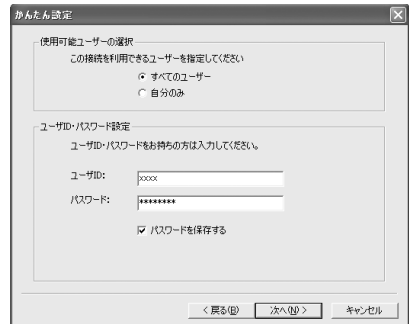 かんたん設定
使用可能ユーザーの選択
この接続を利用できるユーザーを指定してください
すべてのユーザー
自分のみ
ユーザID・パスワード設定
ユーザID・パスワードをお持ちの方は入力してください。
ユーザID:
xxxx
パスワード:
********
パスワードを保存する
< 戻る(B) 次へ(N) > キャンセル